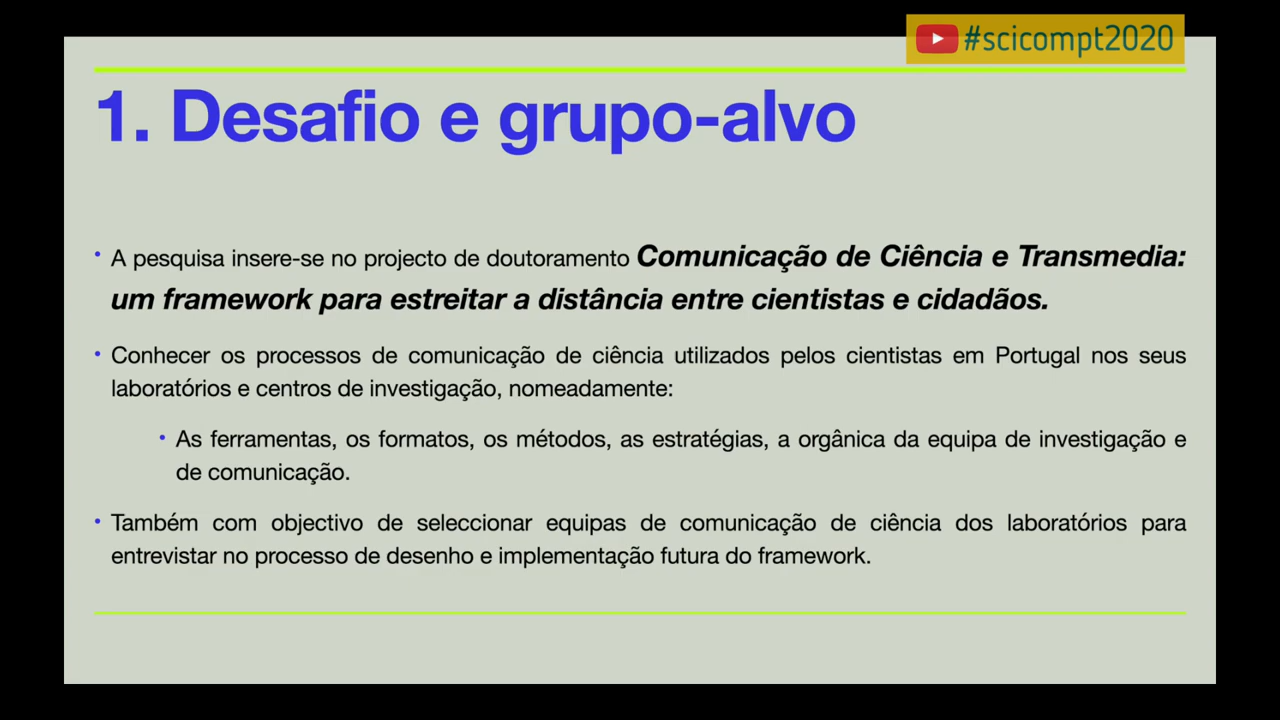 #scicompt2020
1. Desafio e grupo-alvo
• A pesquisa insere-se no projecto de doutoramento Comunicação de Ciência e Transmedia:
um framework para estreitar a distância entre cientistas e cidadãos.
• Conhecer os processos de comunicação de ciência utilizados pelos cientistas em Portugal nos seus
laboratórios e centros de investigação, nomeadamente:
• As ferramentas, os formatos, os métodos, as estratégias, a orgânica da equipa de investigação e
de comunicação.
• Também com objectivo de seleccionar equipas de comunicação de ciência dos laboratórios para
entrevistar no processo de desenho e implementação futura do framework.